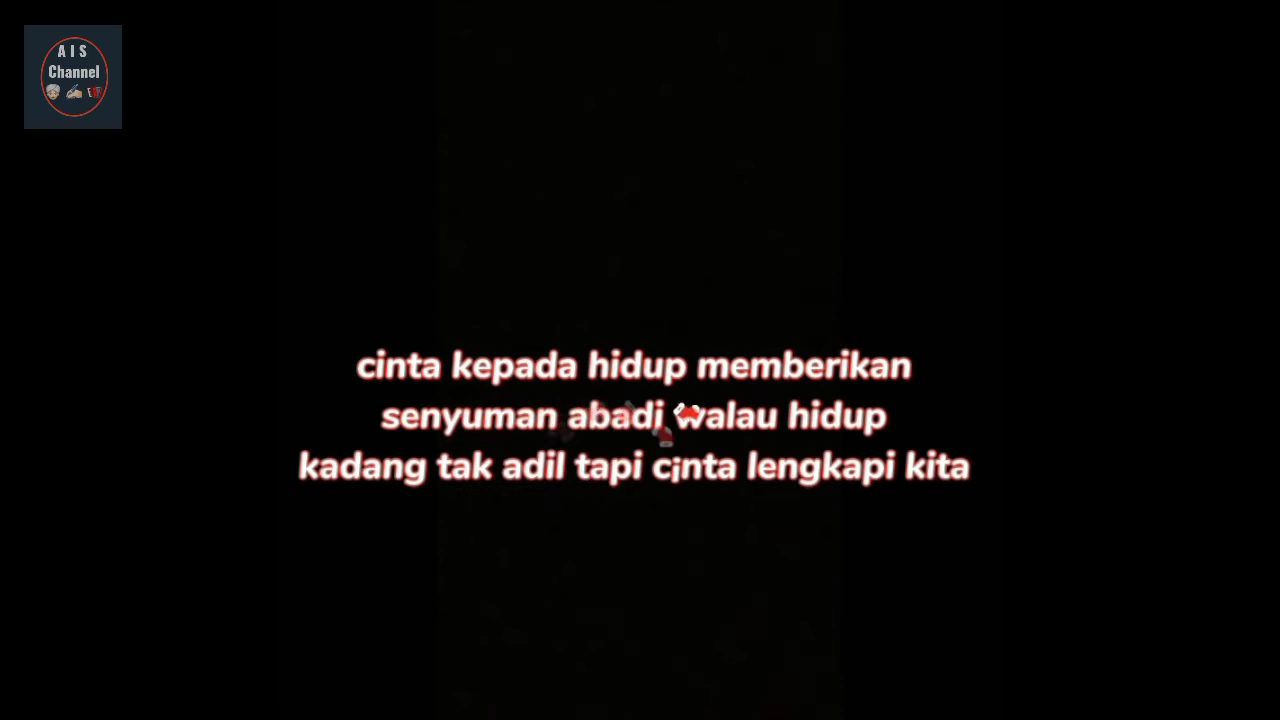 A I S
Channel
cinta kepada hidup memberikan
senyuman abadi walau hidup
kadang tak adil tapi cinta lengkapi kita